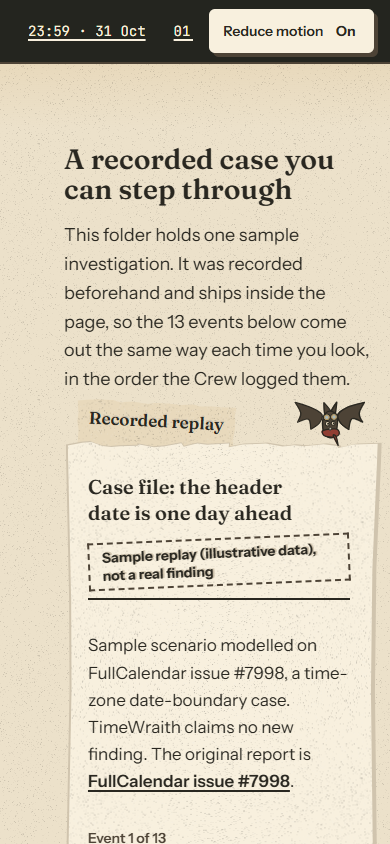 23:59 · 31 Oct 01 Reduce motion On
A recorded case you
can step through
This folder holds one sample
investigation. It was recorded
beforehand and ships inside the
page, so the 13 events below come
out the same way each time you look,
in the order the Crew logged them.
Recorded replay
Case file: the header
date is one day ahead
Sample replay (illustrative data),
not a real finding
Sample scenario modelled on
FullCalendar issue #7998, a time-
zone date-boundary case.
TimeWraith claims no new
finding. The original report is
FullCalendar issue #7998.
Event 1 of 13